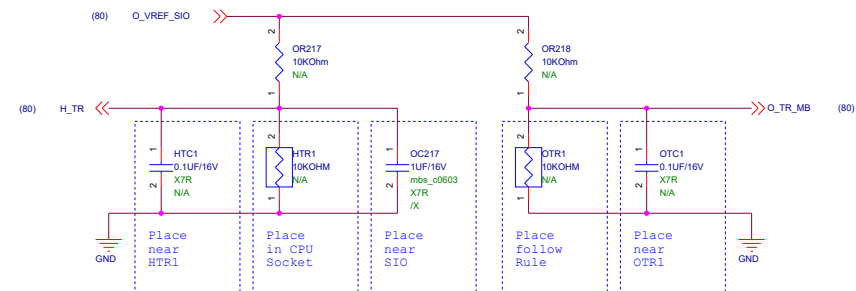 (80) O_VREF_SIO
2
OR217
10KOhm
N/A
1
2
OR218
10KOhm
N/A
1
(80) H_TR
O_TR_MB (80)
1
HTC1
0.1UF/16V
2
X7R
N/A
2
HTR1
10KOHM
N/A
1
1
OC217
1UF/16V
2
mbs_c0603
X7R
/X
2
OTR1
10KOHM
N/A
1
1
OTC1
0.1UF/16V
2
X7R
N/A
GND
Place
near
HTR1
Place
in CPU
Socket
Place
near
SIO
Place
follow
Rule
Place
near
OTR1
GND